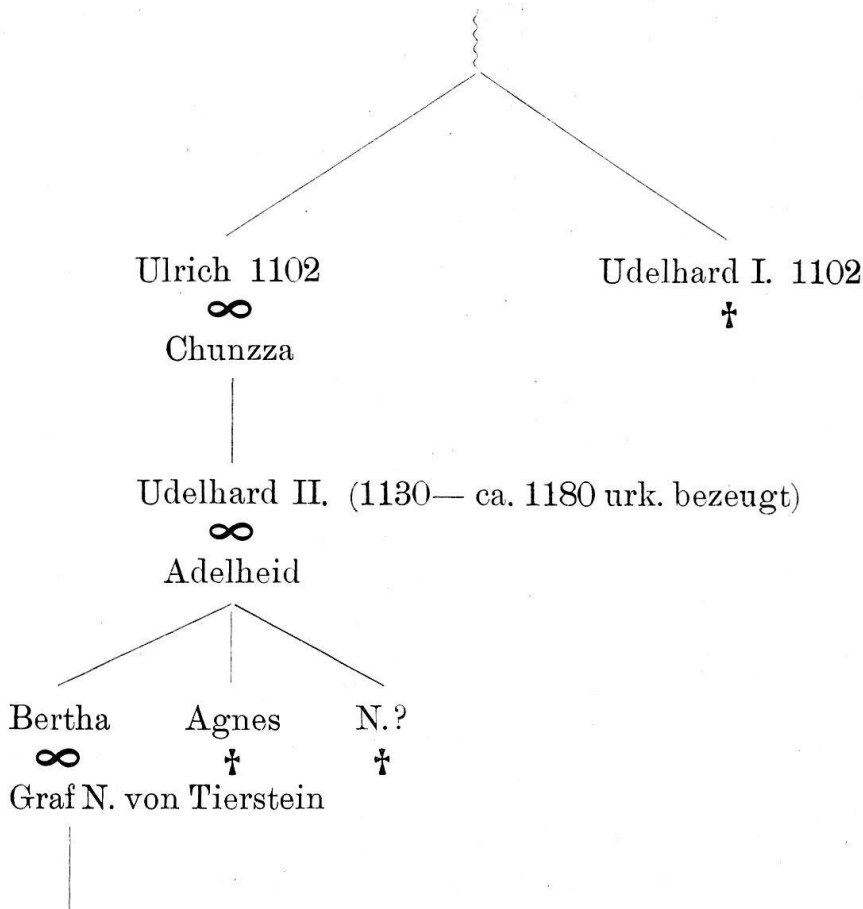 Ulrich 1102 Udelhard I. 1102
∞ †
Chunzza
Udelhard II. (1130— ca. 1180 urk. bezeugt)
∞
Adelheid
Bertha Agnes N.?
∞ † †
Graf N. von Tierstein